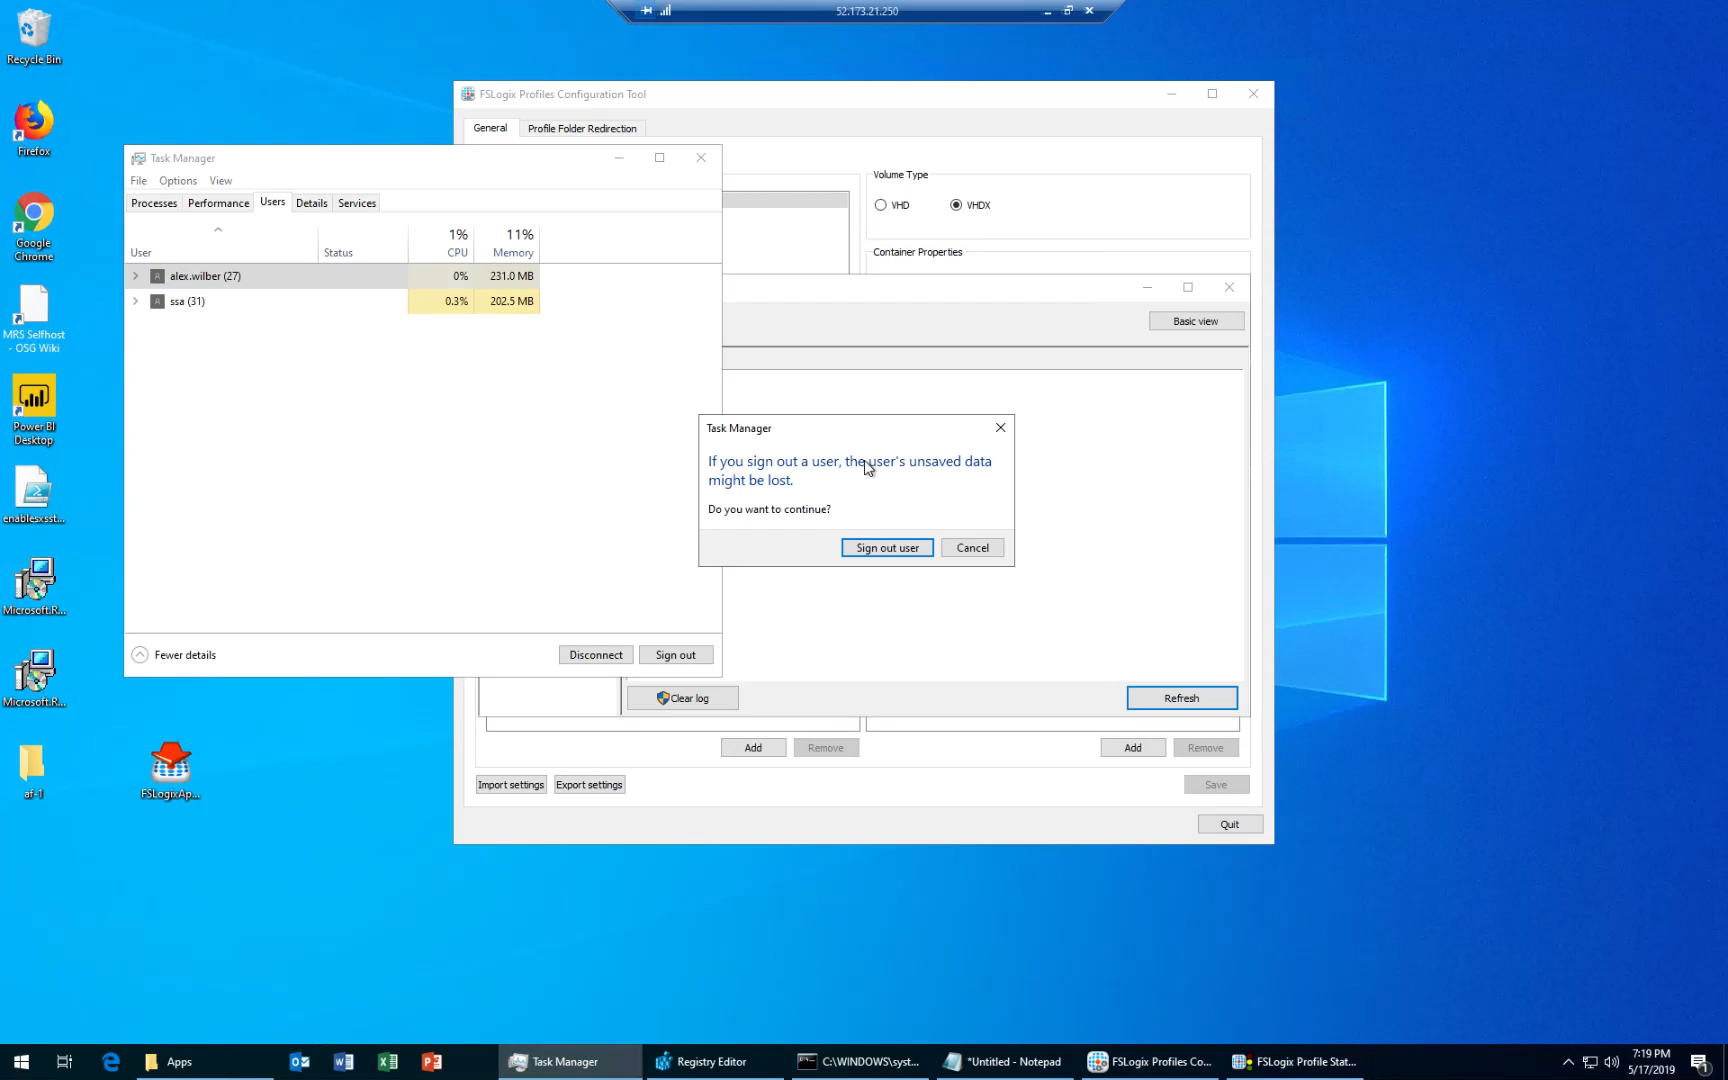 52.173.21.250
Recycle Bin
Firefox
Google
Chrome
MRS Selfhost
- OSG Wiki
Power BI
Desktop
enablesxsst...
Microsoft.R...
Microsoft.R...
af-1
FSLogixAp...
FSLogix Profiles Configuration Tool
General
Profile Folder Redirection
Volume Type
VHD
VHDX
Container Properties
Basic view
Clear log
Refresh
Add
Remove
Add
Remove
Import settings
Export settings
Save
Quit
Task Manager
File Options View
Processes Performance Users Details Services
1% 11%
User Status CPU Memory
alex.wilber (27) 0% 231.0 MB
ssa (31) 0.3% 202.5 MB
Fewer details
Disconnect
Sign out
Task Manager
If you sign out a user, the user's unsaved data
might be lost.
Do you want to continue?
Sign out user
Cancel
Apps
Task Manager
Registry Editor
C:\WINDOWS\syst...
*Untitled - Notepad
FSLogix Profiles Co...
FSLogix Profile Stat...
7:19 PM
5/17/2019
1